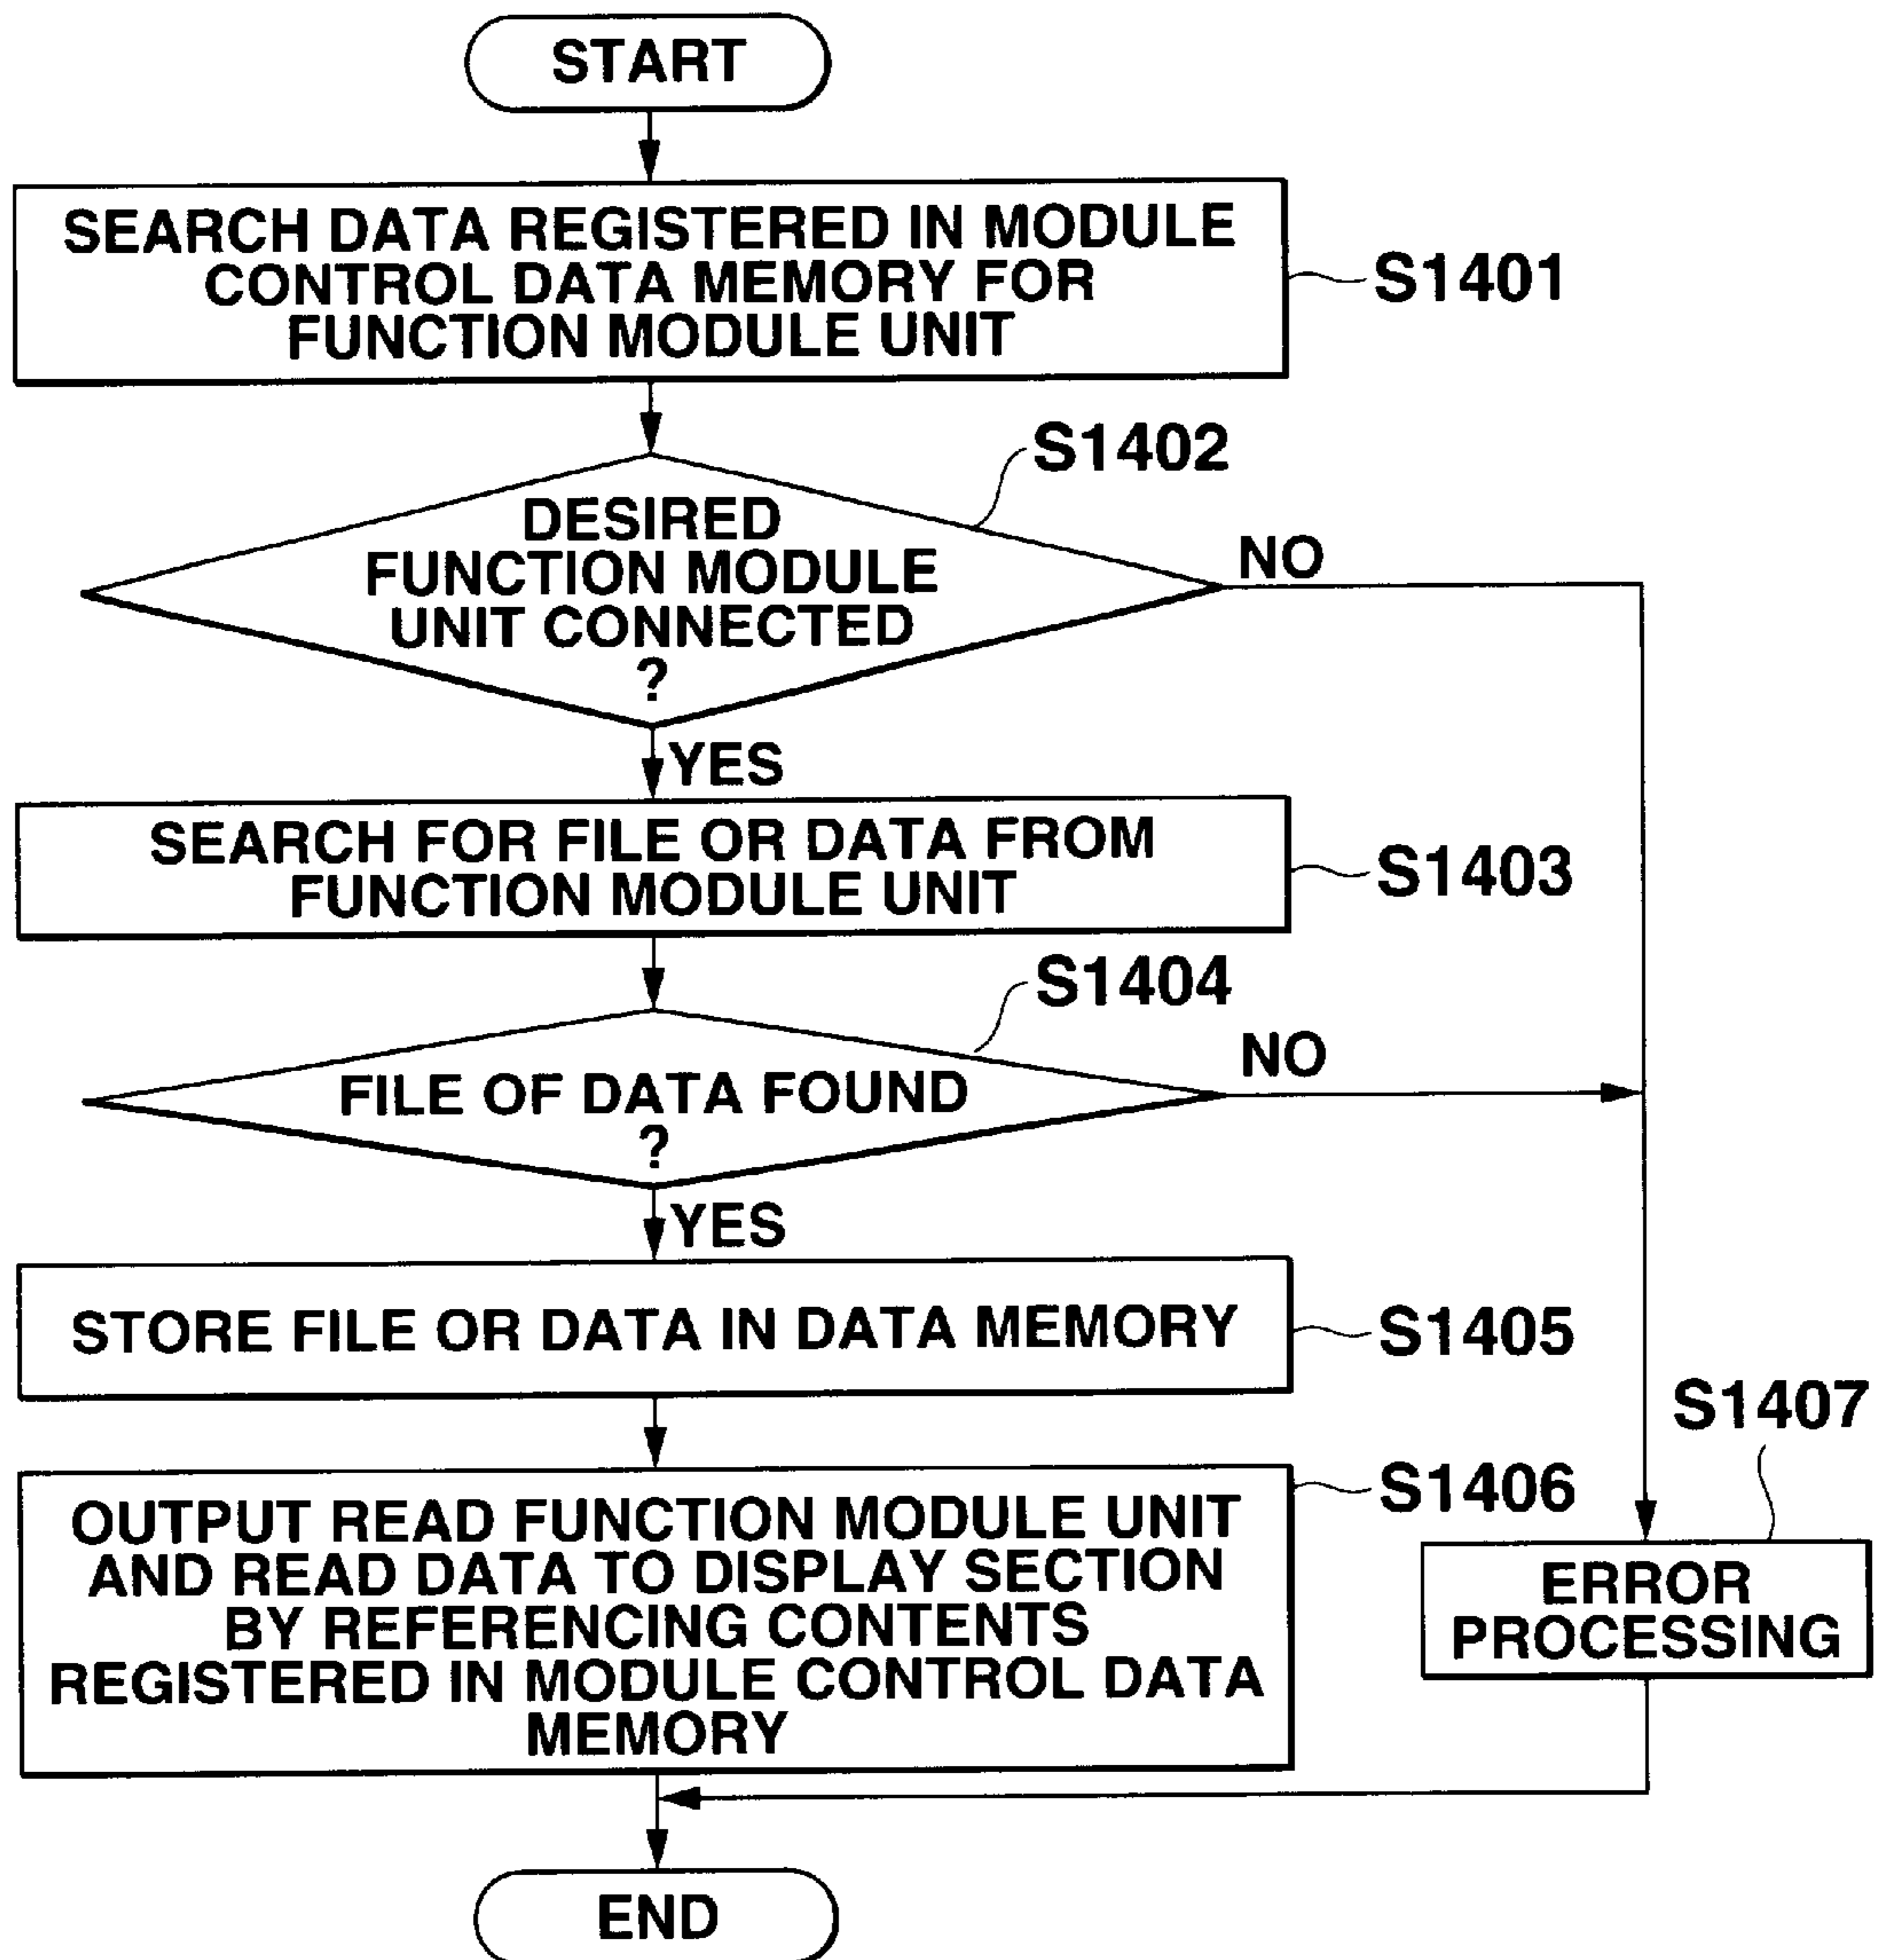 START
SEARCH DATA REGISTERED IN MODULE
CONTROL DATA MEMORY FOR
FUNCTION MODULE UNIT
S1401
S1402
DESIRED
FUNCTION MODULE
UNIT CONNECTED
?
NO
YES
SEARCH FOR FILE OR DATA FROM
FUNCTION MODULE UNIT
S1403
S1404
FILE OF DATA FOUND
?
NO
YES
STORE FILE OR DATA IN DATA MEMORY
S1405
OUTPUT READ FUNCTION MODULE UNIT
AND READ DATA TO DISPLAY SECTION
BY REFERENCING CONTENTS
REGISTERED IN MODULE CONTROL DATA
MEMORY
S1406
S1407
ERROR
PROCESSING
END